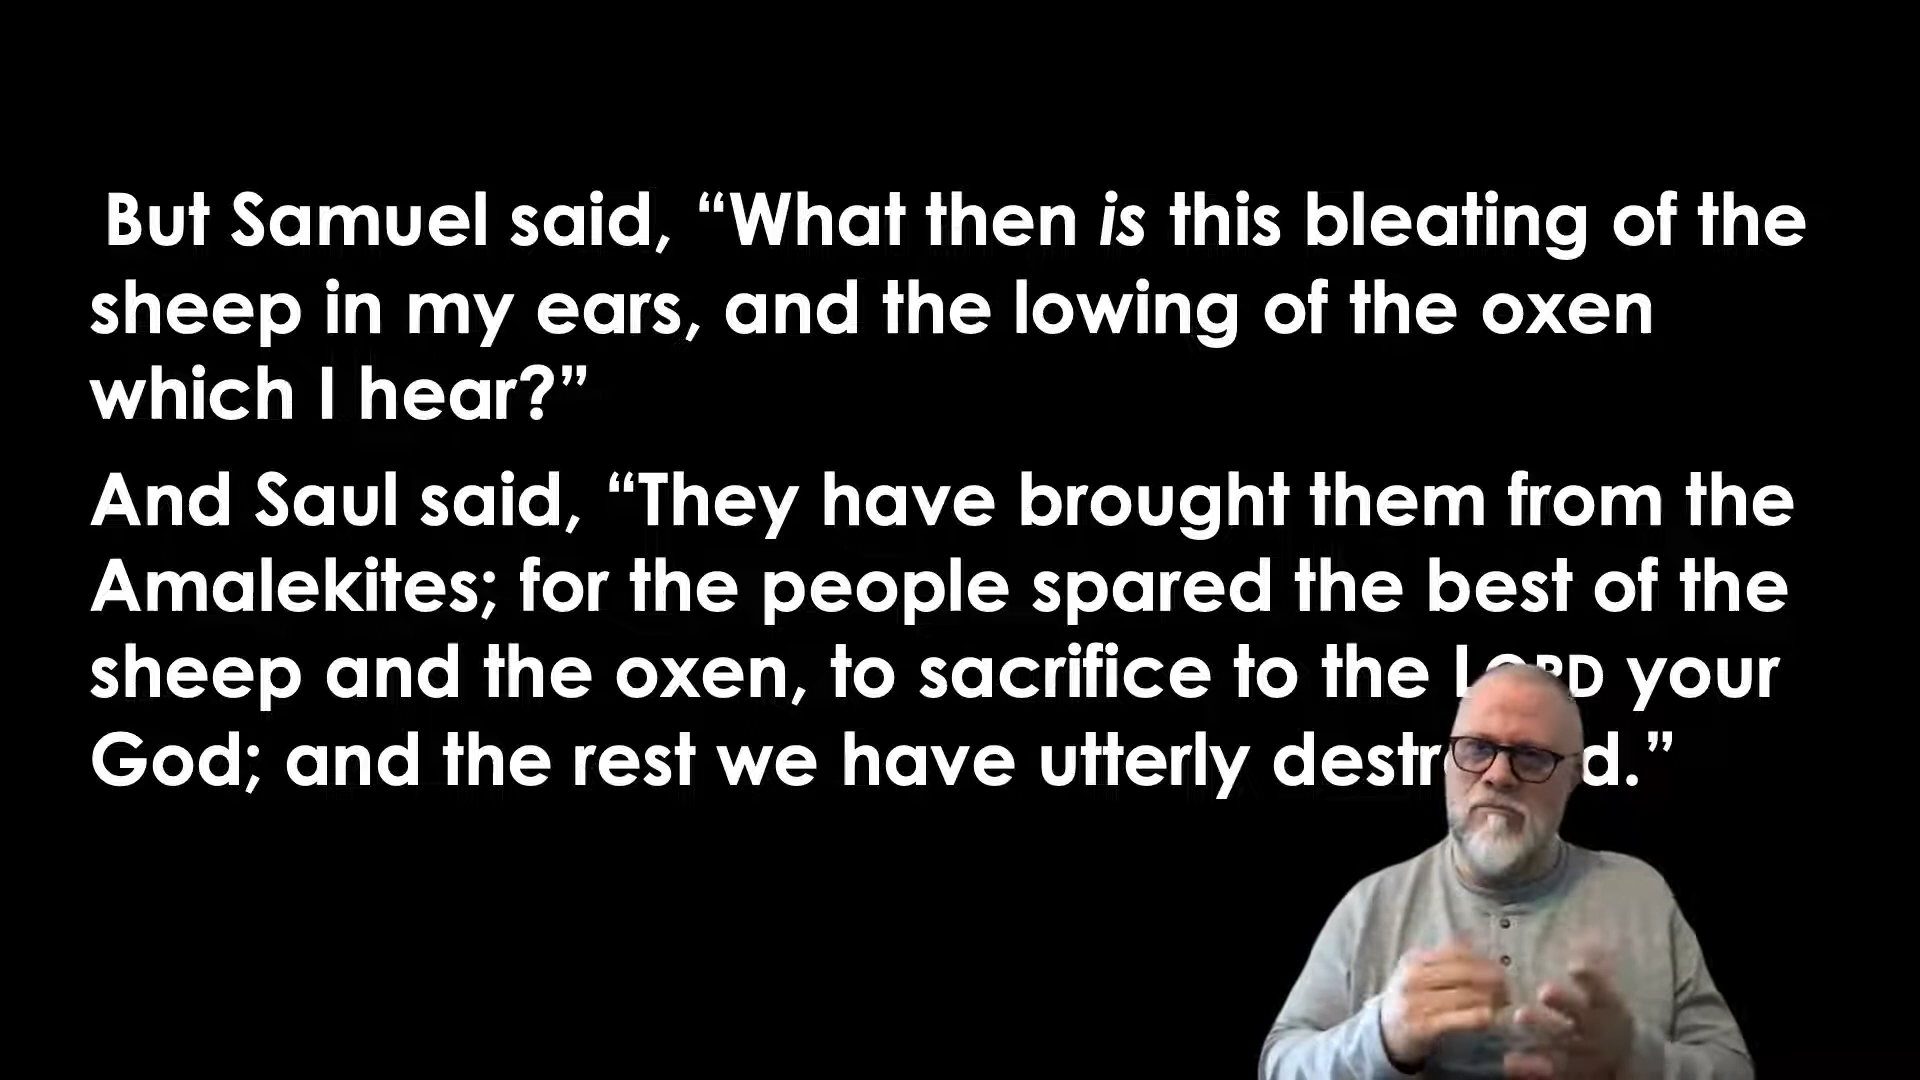 But Samuel said, “What then is this bleating of the
sheep in my ears, and the lowing of the oxen
which I hear?”
And Saul said, “They have brought them from the
Amalekites; for the people spared the best of the
sheep and the oxen, to sacrifice to the LORD your
God; and the rest we have utterly